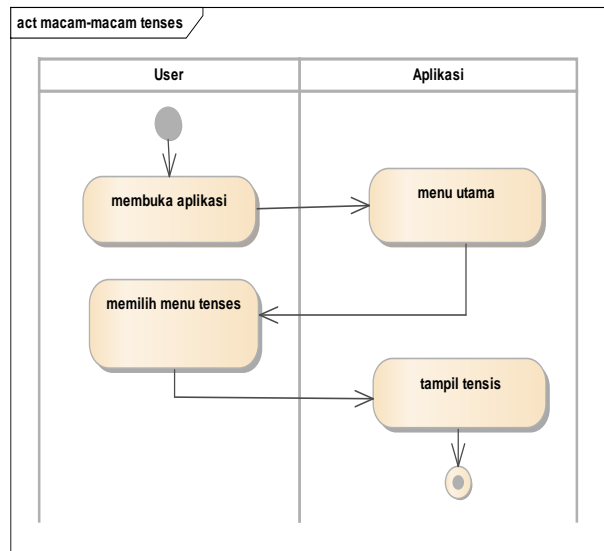 act macam-macam tenses
User
Aplikasi
membuka aplikasi
menu utama
memilih menu tenses
tampil tensis